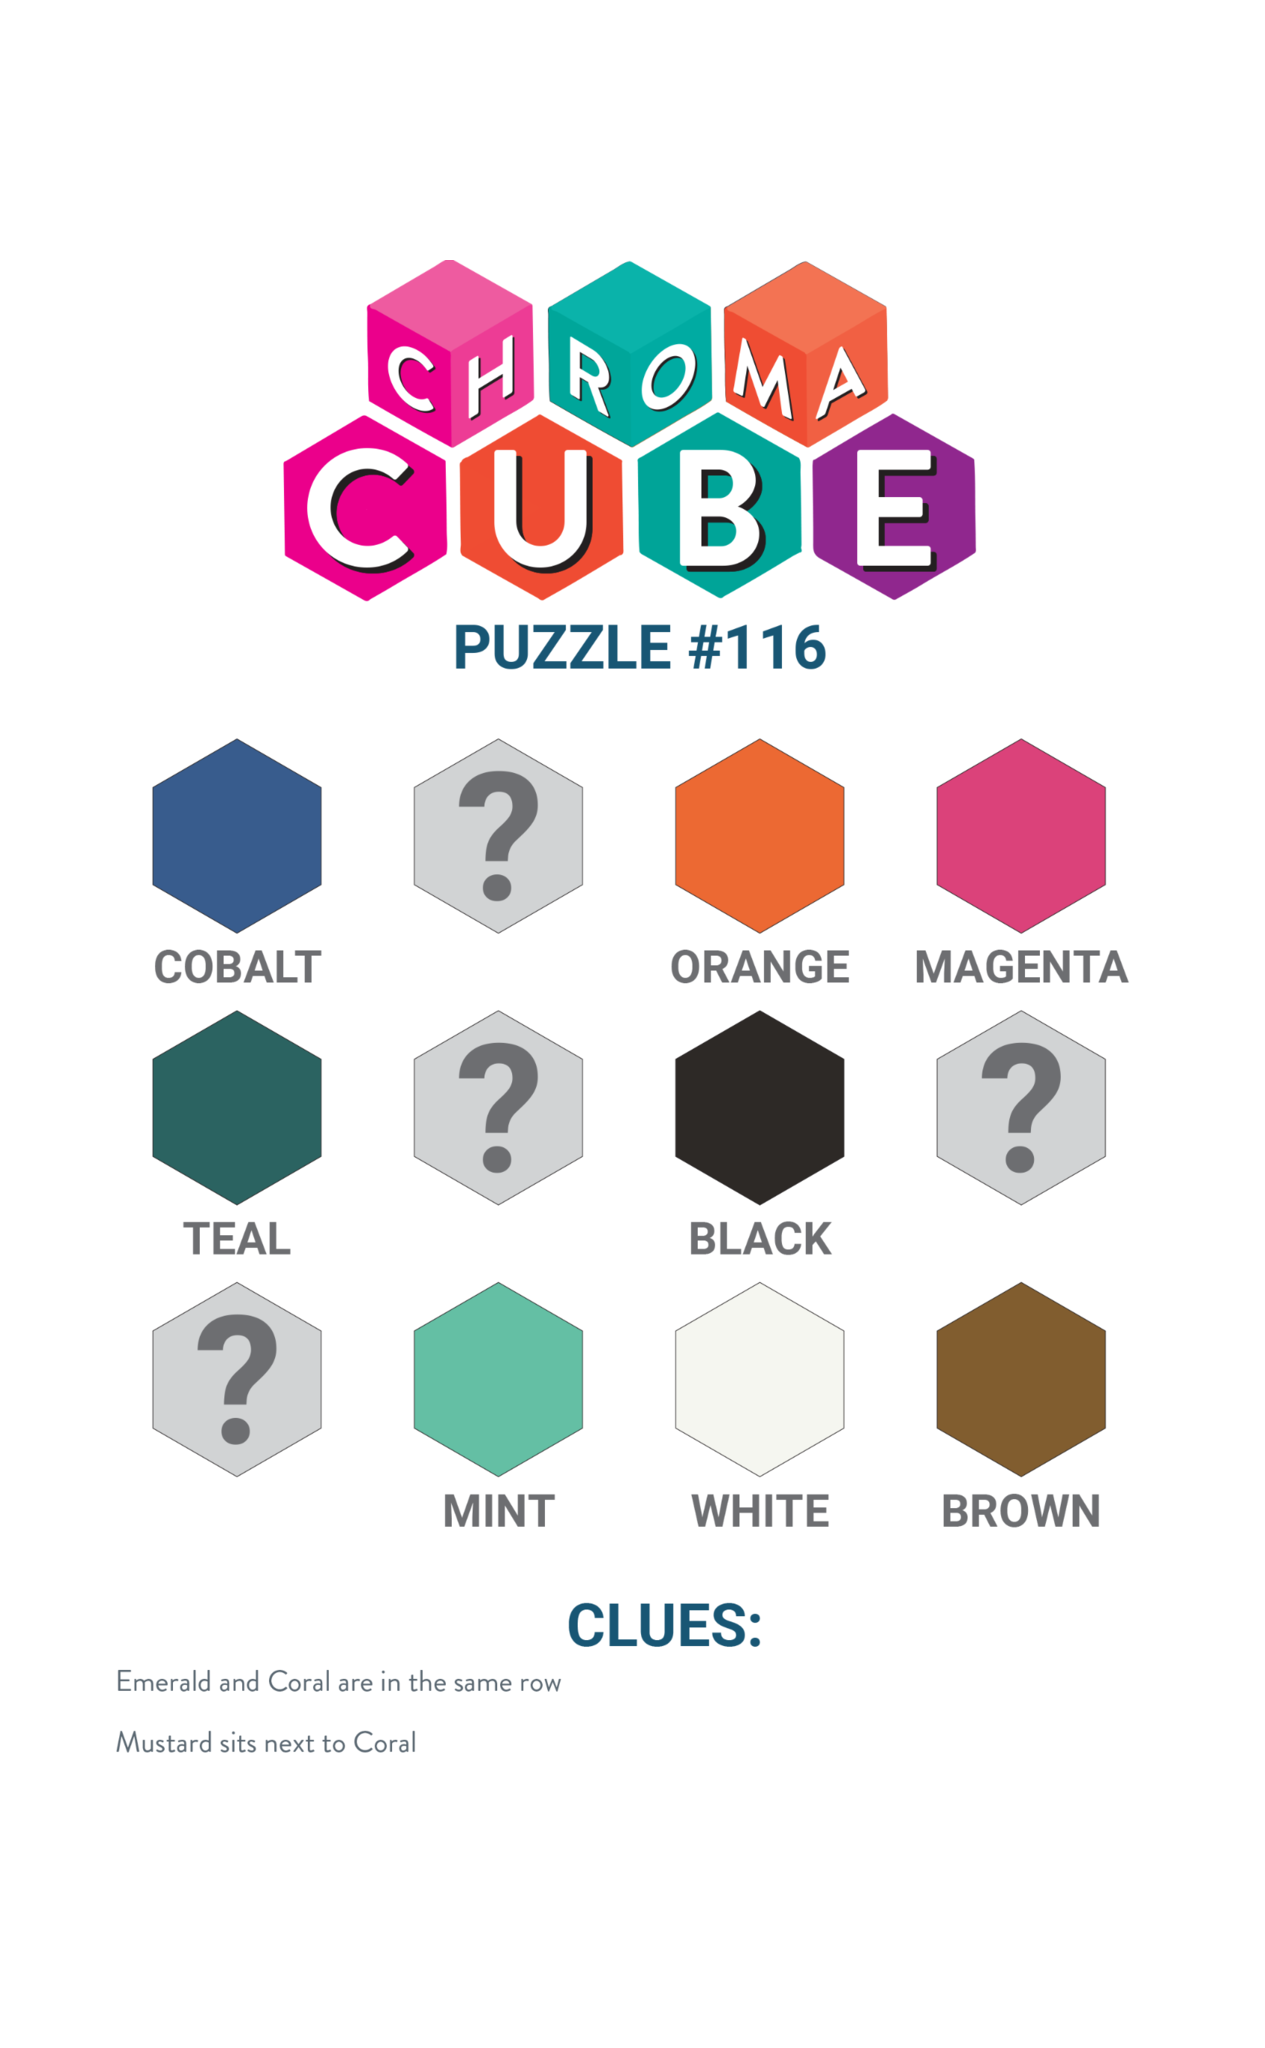 CHROMA
CUBE
PUZZLE #116
?
COBALT ORANGE MAGENTA
? ?
TEAL BLACK
?
MINT WHITE BROWN
CLUES:
Emerald and Coral are in the same row
Mustard sits next to Coral